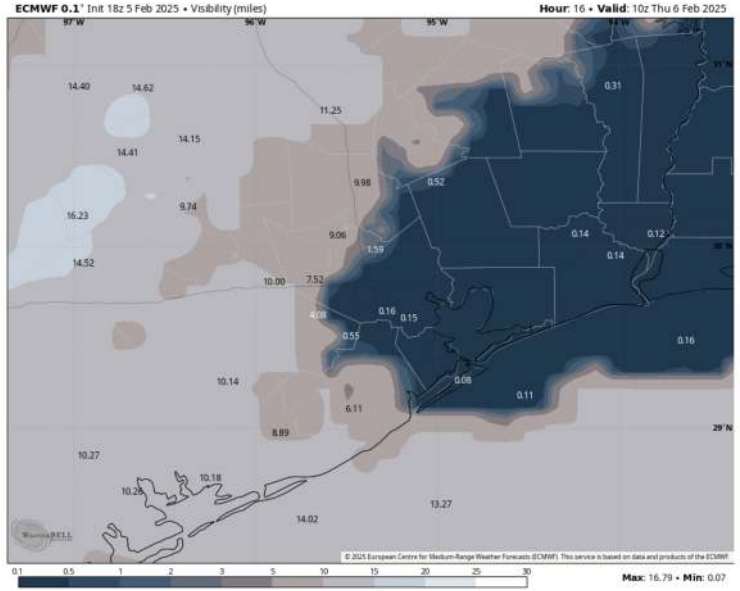 ECMWF 0.1° Init 18z 5 Feb 2025 • Visibility (miles) Hour: 16 • Valid: 10z Thu 6 Feb 2025
97°W 96°W 95°W 94°W
31°N
14.40 14.62 0.31
11.25
14.15
14.41
9.98 0.52
9.74
16.23
9.06 0.14 0.12
1.59 30°N
14.52 0.14
10.00 7.52
4.08 0.16 0.15
0.55 0.16
10.14 0.08
6.11 0.11
8.89 29°N
10.27
10.18
10.26
13.27
14.02
WeatherBELL
© 2025 European Centre for Medium-Range Weather Forecasts (ECMWF). This service is based on data and products of the ECMWF.
0.1 0.5 1 2 3 5 10 15 20 25 30
Max: 16.79 • Min: 0.07